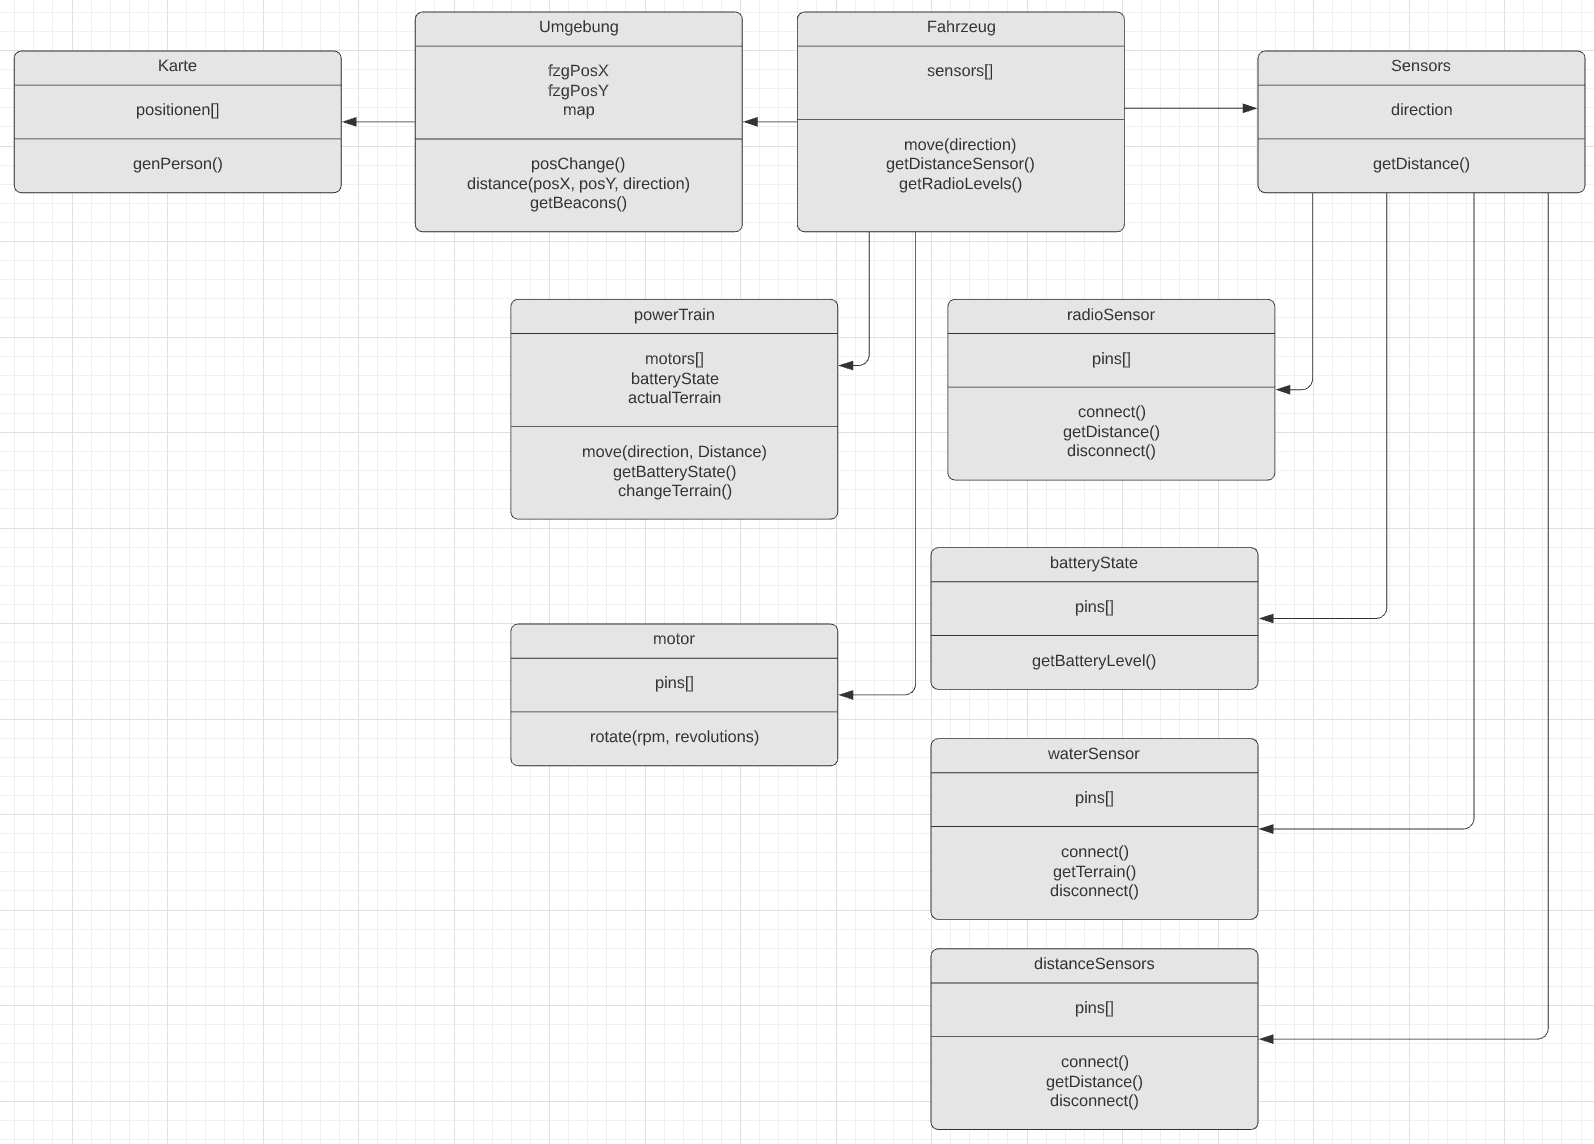 Karte
positionen[]
genPerson()
Umgebung
fzgPosX
fzgPosY
map
posChange()
distance(posX, posY, direction)
getBeacons()
Fahrzeug
sensors[]
move(direction)
getDistanceSensor()
getRadioLevels()
Sensors
direction
getDistance()
powerTrain
motors[]
batteryState
actualTerrain
move(direction, Distance)
getBatteryState()
changeTerrain()
radioSensor
pins[]
connect()
getDistance()
disconnect()
batteryState
pins[]
getBatteryLevel()
motor
pins[]
rotate(rpm, revolutions)
waterSensor
pins[]
connect()
getTerrain()
disconnect()
distanceSensors
pins[]
connect()
getDistance()
disconnect()